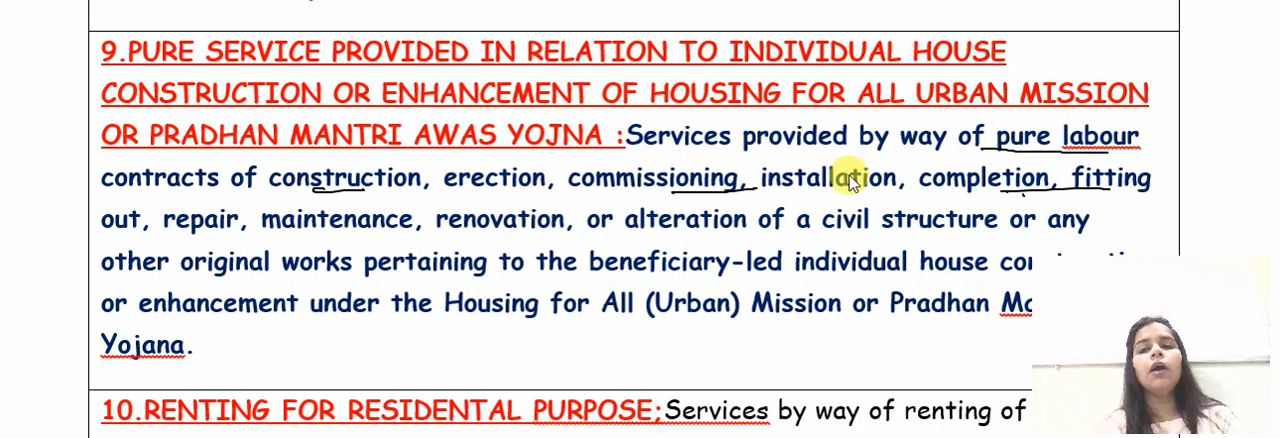 9.PURE SERVICE PROVIDED IN RELATION TO INDIVIDUAL HOUSE
CONSTRUCTION OR ENHANCEMENT OF HOUSING FOR ALL URBAN MISSION
OR PRADHAN MANTRI AWAS YOJNA :Services provided by way of pure labour
contracts of construction, erection, commissioning, installation, completion, fitting
out, repair, maintenance, renovation, or alteration of a civil structure or any
other original works pertaining to the beneficiary-led individual house
or enhancement under the Housing for All (Urban) Mission or Pradhan
Yojana.
10.RENTING FOR RESIDENTAL PURPOSE;Services by way of renting of